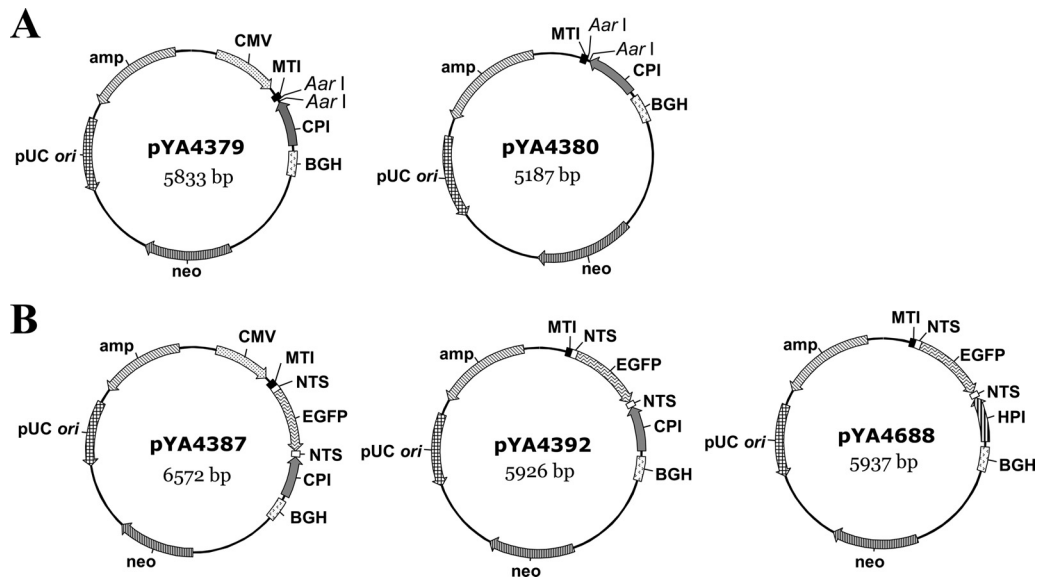 A
amp
CMV
MTI
Aar I
Aar I
CPI
BGH
pUC ori
neo
pYA4379
5833 bp
amp
MTI
Aar I
Aar I
CPI
BGH
pUC ori
neo
pYA4380
5187 bp
B
amp
CMV
MTI
NTS
EGFP
NTS
CPI
BGH
pUC ori
neo
pYA4387
6572 bp
amp
MTI
NTS
EGFP
NTS
CPI
BGH
pUC ori
neo
pYA4392
5926 bp
amp
MTI
NTS
EGFP
NTS
HPI
BGH
pUC ori
neo
pYA4688
5937 bp